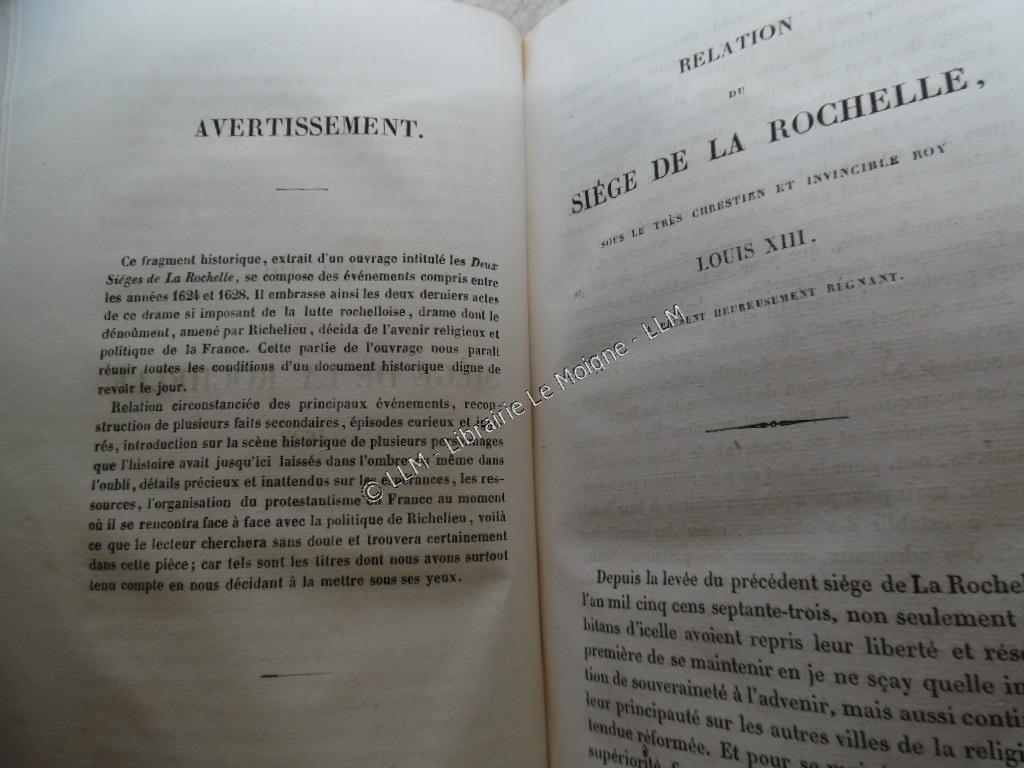 AVERTISSEMENT.
Ce fragment historique, extrait d'un ouvrage intitulé les Deux
Siéges de La Rochelle, se compose des événements compris entre
les années 1624 et 1628. Il embrasse ainsi les deux derniers actes
de ce drame si imposant de la lutte rochelloise, drame dont le
dénoûment, amené par Richelieu, décida de l'avenir religieux et
politique de la France. Cette partie de l'ouvrage nous paraît
réunir toutes les conditions d'un document historique digne de
revoir le jour.
Relation circonstanciée des principaux événements, recon-
struction de plusieurs faits secondaires, épisodes curieux et
rés, introduction sur la scène historique de plusieurs personnages
que l'histoire avait jusqu'ici laissés dans l'ombre même dans
l'oubli, détails précieux et inattendus sur les espérances, les res-
sources, l'organisation du protestantisme en France au moment
où il se rencontra face à face avec la politique de Richelieu, voilà
ce que le lecteur cherchera sans doute et trouvera certainement
dans cette pièce; car tels sont les titres dont nous avons surtout
tenu compte en nous décidant à la mettre sous ses yeux.
RELATION
DU
SIÉGE DE LA ROCHELLE,
SOUS LE TRÈS CHRESTIEN ET INVINCIBLE ROY
LOUIS XIII.
HEUREUSEMENT RÉGNANT.
Depuis la levée du précédent siége de La Rochel
l'an mil cinq cens septante-trois, non seulement
bitans d'icelle avoient repris leur liberté et rés
première de se maintenir en je ne sçay quelle in
tion de souveraineté à l'advenir, mais aussi contin
leur principauté sur les autres villes de la religi
tendue réformée. Et pour se
supériorité
© LLM - Librairie Le Moigne - LLM